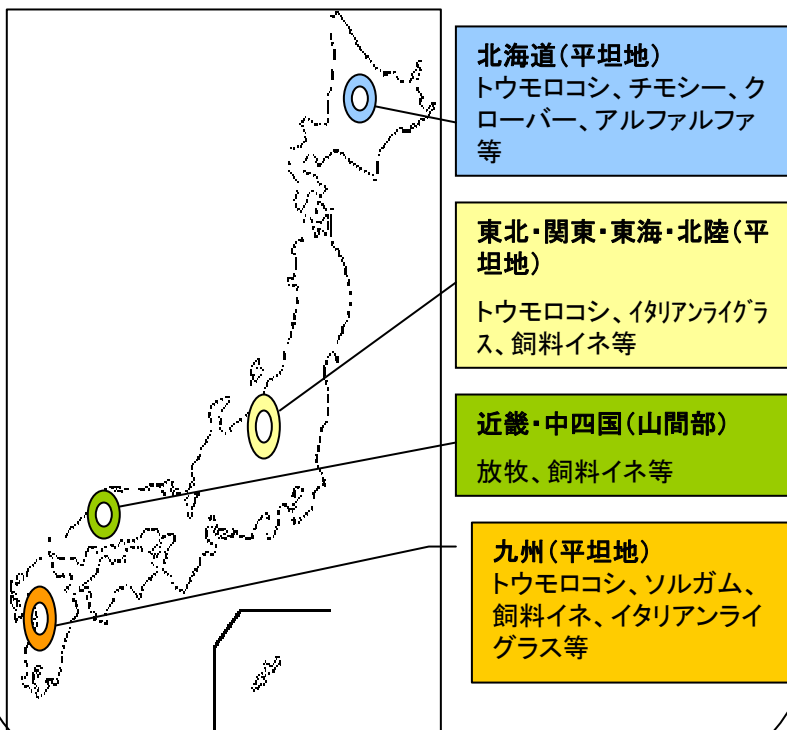 北海道(平坦地)
トウモロコシ、チモシー、ク
ローバー、アルファルファ
等
東北・関東・東海・北陸(平
坦地)
トウモロコシ、ｲﾀﾘｱﾝﾗｲｸﾞﾗ
ｽ、飼料イネ等
近畿・中四国(山間部)
放牧、飼料イネ等
九州(平坦地)
トウモロコシ、ソルガム、
飼料イネ、イタリアンライ
グラス等